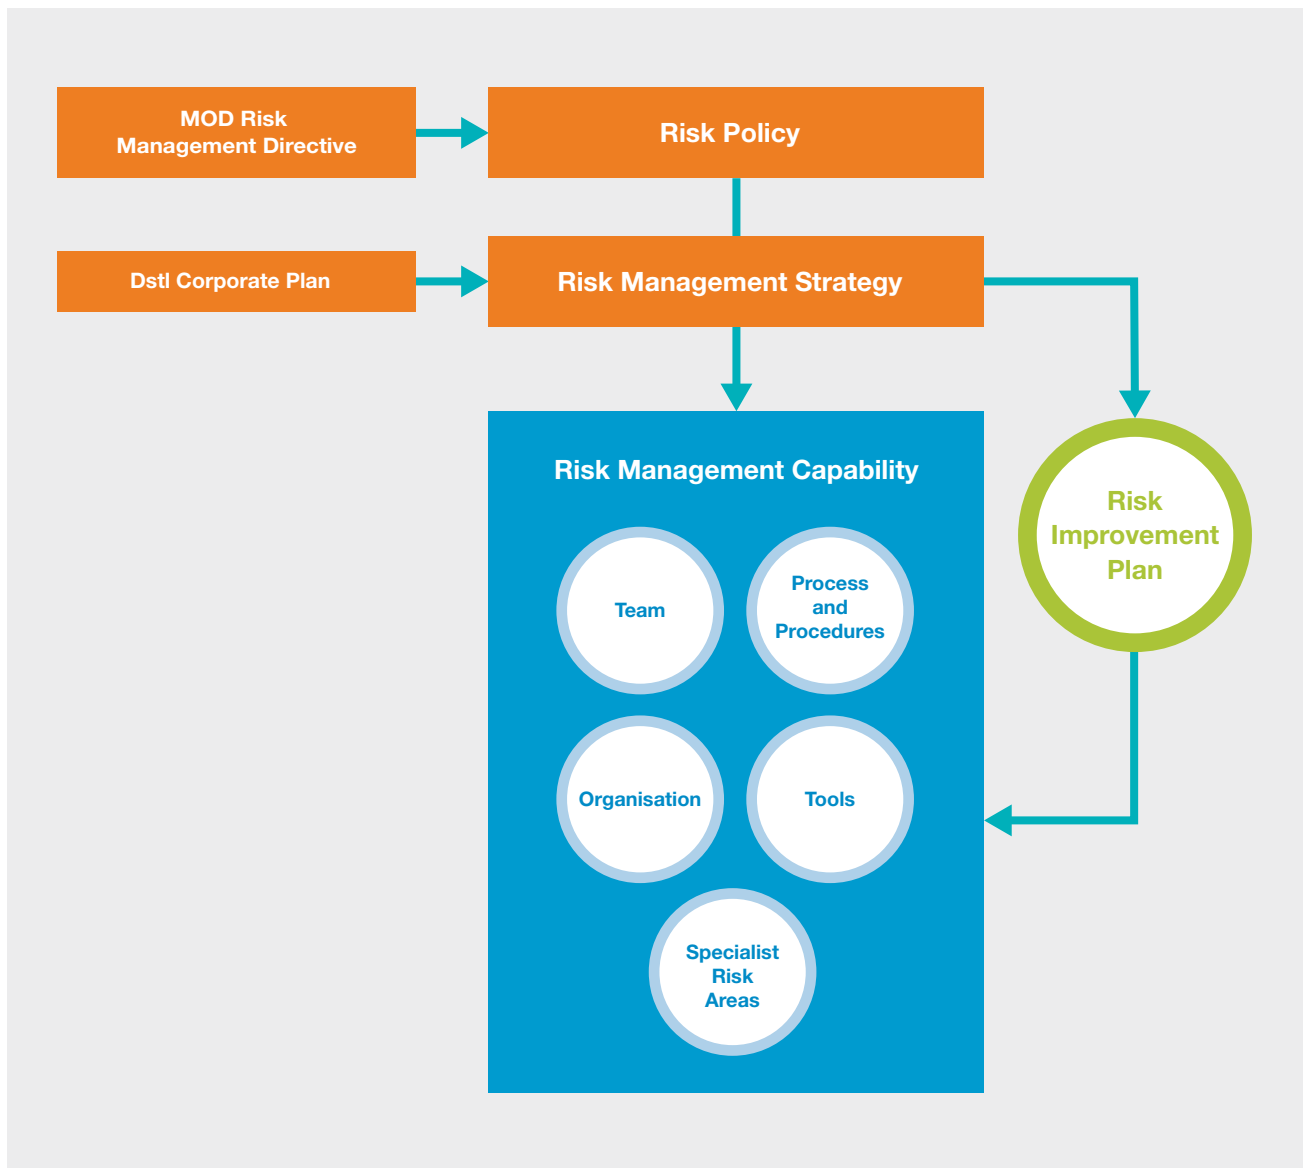 MOD Risk
Management Directive
Risk Policy
Dstl Corporate Plan
Risk Management Strategy
Risk Management Capability
Team
Process
and
Procedures
Organisation
Tools
Specialist
Risk
Areas
Risk
Improvement
Plan